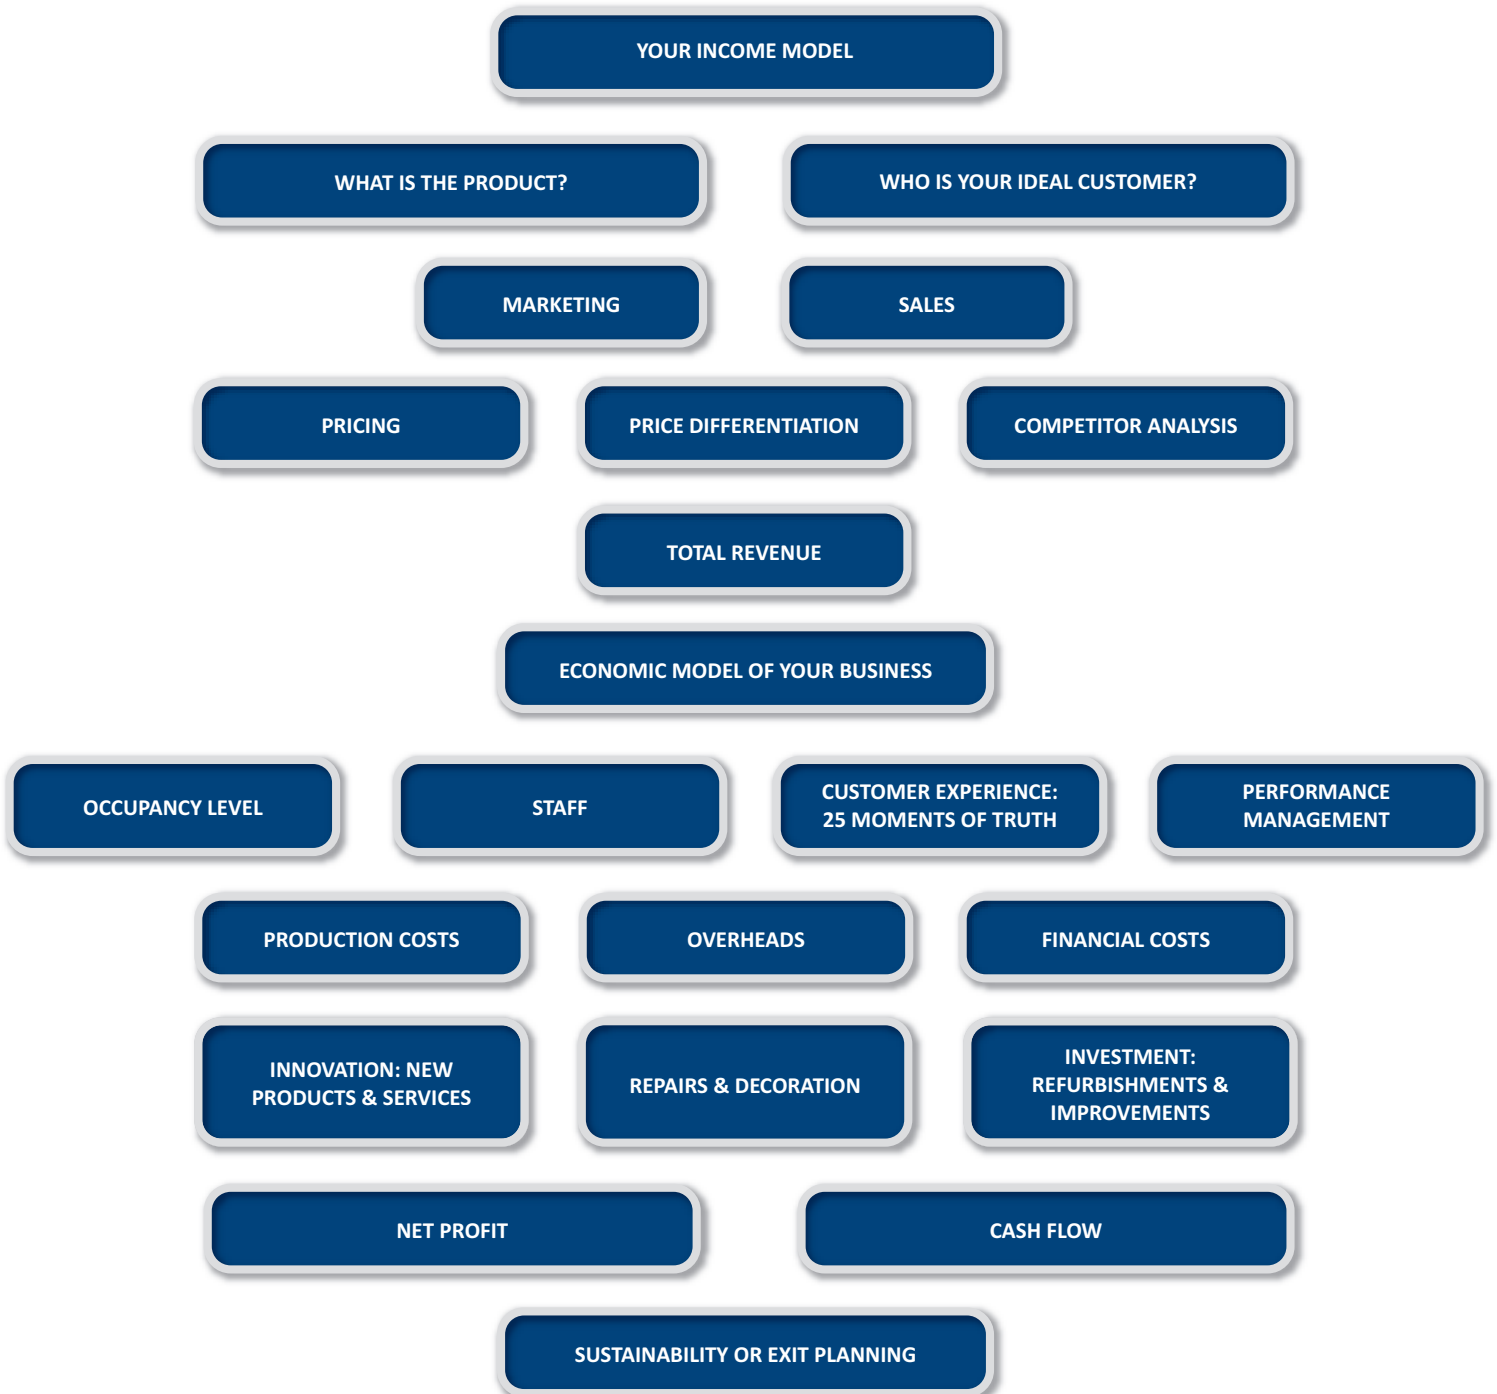 YOUR INCOME MODEL
WHAT IS THE PRODUCT?
WHO IS YOUR IDEAL CUSTOMER?
MARKETING
SALES
PRICING
PRICE DIFFERENTIATION
COMPETITOR ANALYSIS
TOTAL REVENUE
ECONOMIC MODEL OF YOUR BUSINESS
OCCUPANCY LEVEL
STAFF
CUSTOMER EXPERIENCE:
25 MOMENTS OF TRUTH
PERFORMANCE
MANAGEMENT
PRODUCTION COSTS
OVERHEADS
FINANCIAL COSTS
INNOVATION: NEW
PRODUCTS & SERVICES
REPAIRS & DECORATION
INVESTMENT:
REFURBISHMENTS &
IMPROVEMENTS
NET PROFIT
CASH FLOW
SUSTAINABILITY OR EXIT PLANNING